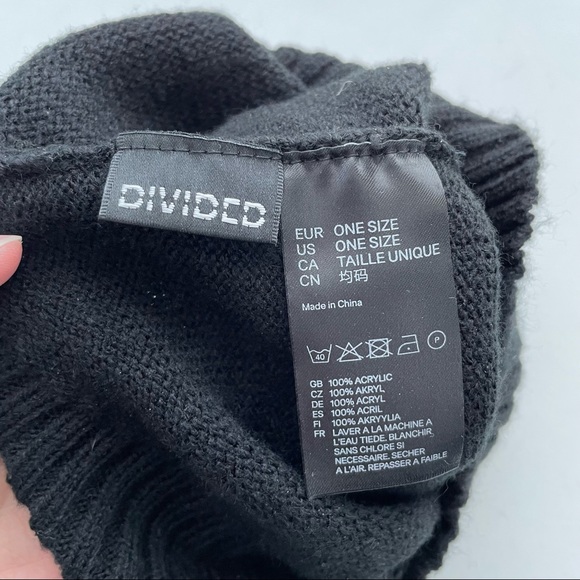 DIVIDED
EUR ONE SIZE
US ONE SIZE
CA TAILLE UNIQUE
CN 均码
Made in China
40 P
GB 100% ACRYLIC
CZ 100% AKRYL
DE 100% ACRYL
ES 100% ACRIL
FI 100% AKRYYLIA
FR LAVER A LA MACHINE A
L'EAU TIEDE. BLANCHIR
SANS CHLORE SI
NECESSAIRE. SECHER
A L'AIR. REPASSER A FAIBLE